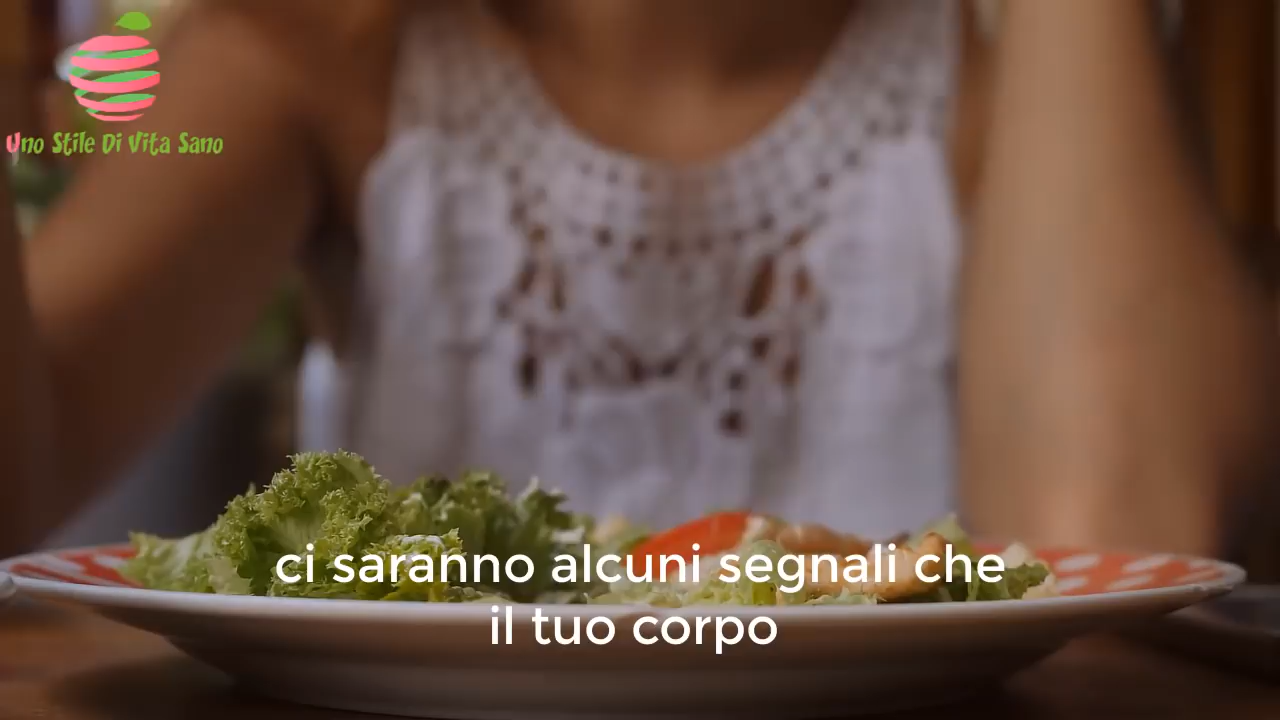 Uno Stile Di Vita Sano
ci saranno alcuni segnali che
il tuo corpo